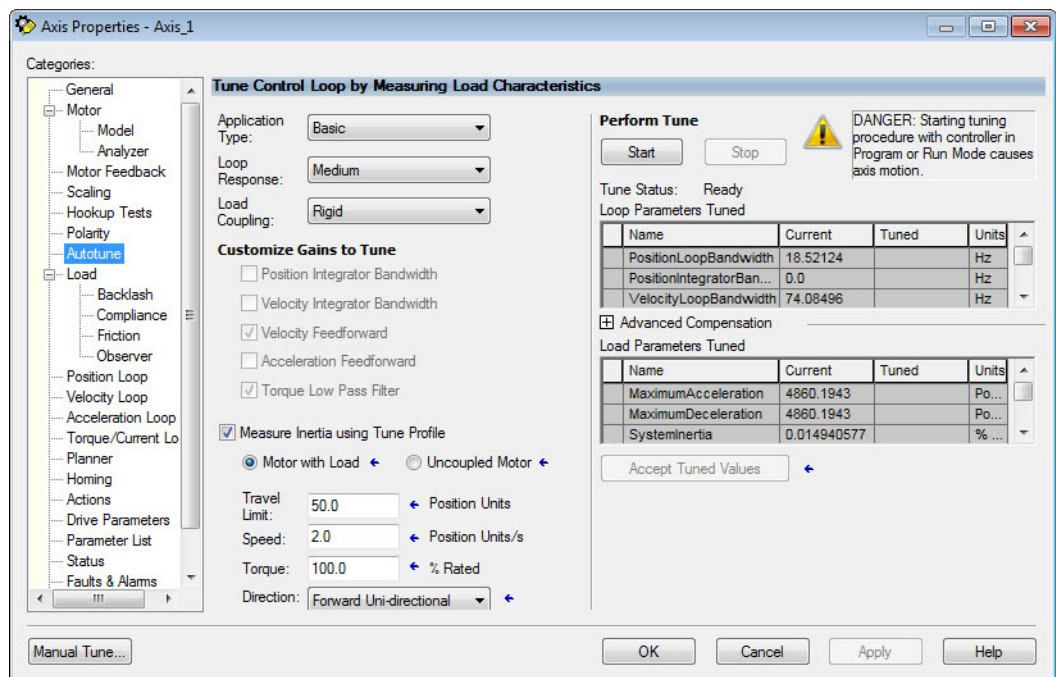 Axis Properties - Axis_1
Categories:
General
Motor
Model
Analyzer
Motor Feedback
Scaling
Hookup Tests
Polarity
Autotune
Load
Backlash
Compliance
Friction
Observer
Position Loop
Velocity Loop
Acceleration Loop
Torque/Current Lo
Planner
Homing
Actions
Drive Parameters
Parameter List
Status
Faults & Alarms
Tune Control Loop by Measuring Load Characteristics
Application Type: Basic
Loop Response: Medium
Load Coupling: Rigid
Customize Gains to Tune
Position Integrator Bandwidth
Velocity Integrator Bandwidth
Velocity Feedforward
Acceleration Feedforward
Torque Low Pass Filter
Measure Inertia using Tune Profile
Motor with Load Uncoupled Motor
Travel Limit: 50.0 Position Units
Speed: 2.0 Position Units/s
Torque: 100.0 % Rated
Direction: Forward Uni-directional
Perform Tune
Start Stop
DANGER: Starting tuning
procedure with controller in
Program or Run Mode causes
axis motion.
Tune Status: Ready
Loop Parameters Tuned
Name Current Tuned Units
PositionLoopBandwidth 18.52124 Hz
PositionIntegratorBan... 0.0 Hz
VelocityLoopBandwidth 74.08496 Hz
Advanced Compensation
Load Parameters Tuned
Name Current Tuned Units
MaximumAcceleration 4860.1943 Po...
MaximumDeceleration 4860.1943 Po...
SystemInertia 0.014940577 % ...
Accept Tuned Values
Manual Tune... OK Cancel Apply Help